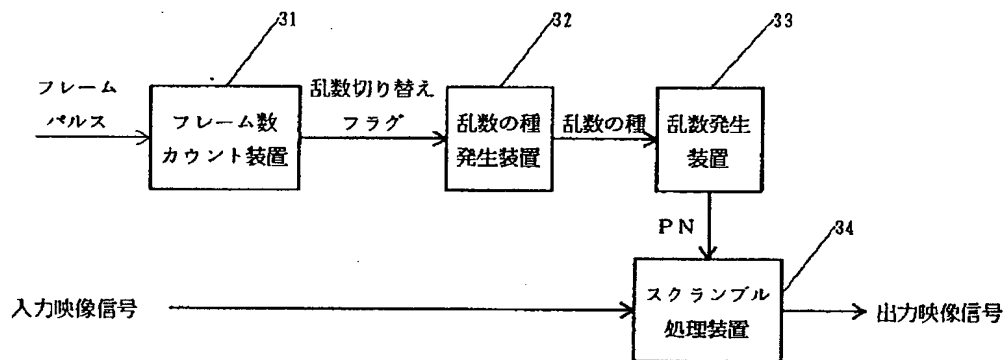 31
32
33
フレーム
パルス
フレーム数
カウント装置
乱数切り替え
フラグ
乱数の種
発生装置
乱数の種
乱数発生
装置
PN
34
入力映像信号
スクランブル
処理装置
出力映像信号